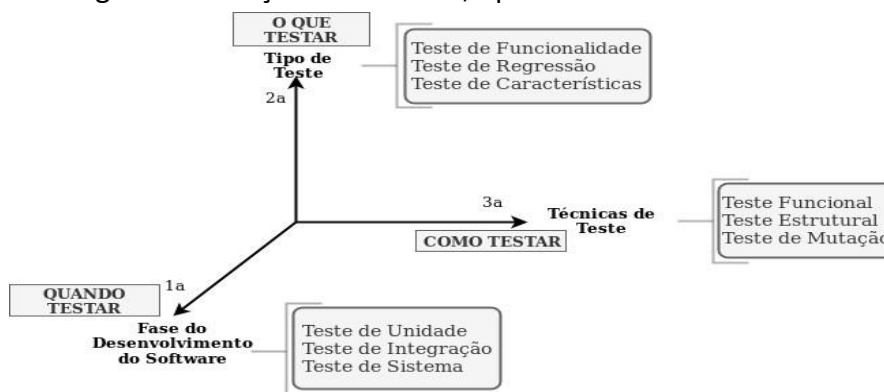 O QUE
TESTAR
Tipo de
Teste
2a
Teste de Funcionalidade
Teste de Regressão
Teste de Características
3a
COMO TESTAR
Técnicas de
Teste
Teste Funcional
Teste Estrutural
Teste de Mutação
QUANDO
TESTAR
1a
Fase do
Desenvolvimento
do Software
Teste de Unidade
Teste de Integração
Teste de Sistema